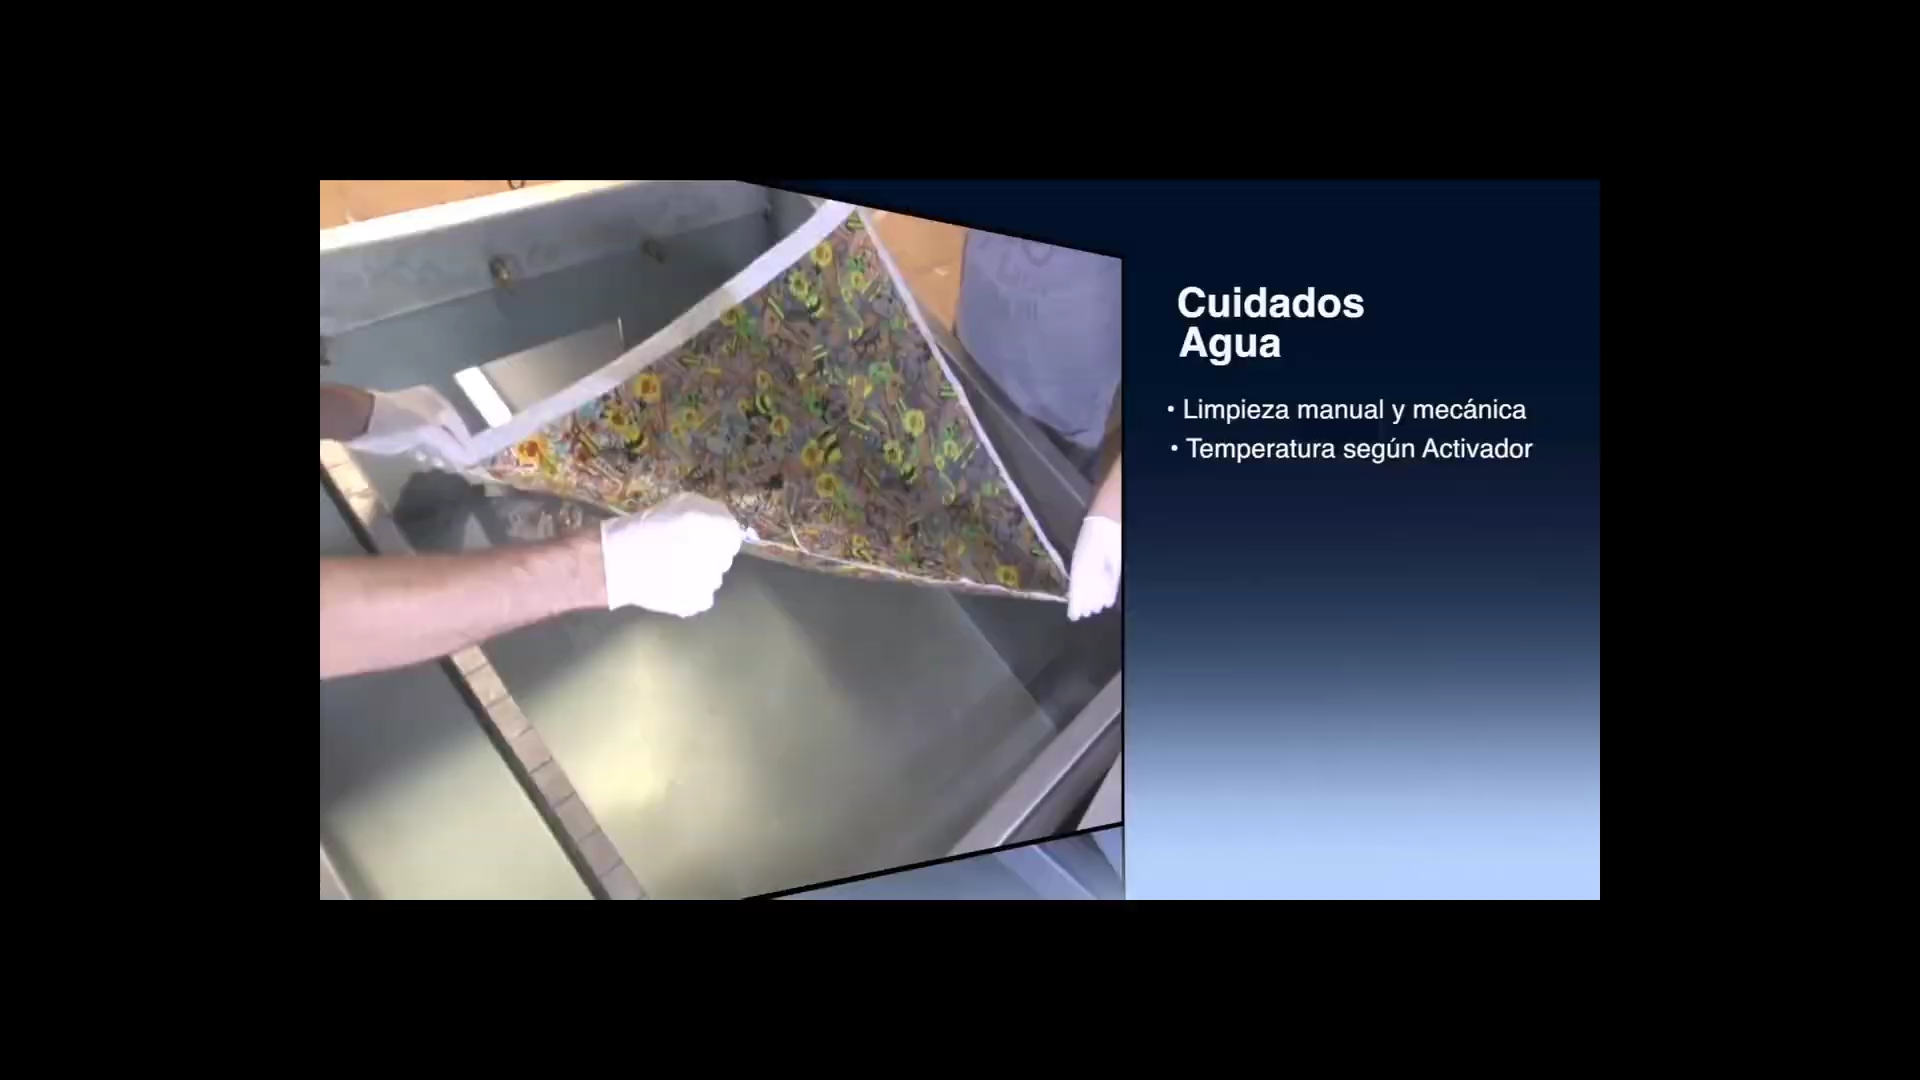 Cuidados
Agua
• Limpieza manual y mecánica
• Temperatura según Activador